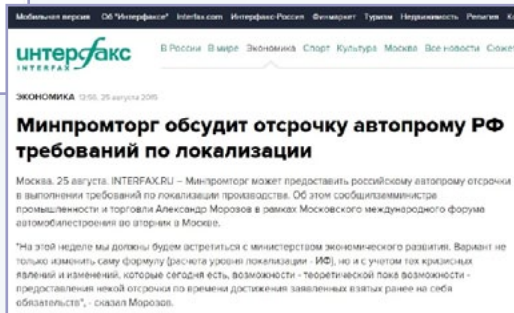 Мобильная версия Об "Интерфаксе" Interfax.com Интерфакс-Россия Финмаркет Туризм Недвижимость Религия
интерфакс
INTERFAX
В России В мире Экономика Спорт Культура Москва Все новости Сюжет
ЭКОНОМИКА 12:50, 25 августа 2015
Минпромторг обсудит отсрочку автопрому РФ
требований по локализации
Москва. 25 августа. INTERFAX.RU – Минпромторг может предоставить российскому автопрому отсрочки
в выполнении требований по локализации производства. Об этом сообщилзамминистра
промышленности и торговли Александр Морозов в рамках Московского международного форума
автомобилестроения во вторник в Москве.
"На этой неделе мы должны будем встретиться с министерством экономического развития. Вариант не
только изменить саму формулу (расчета уровня локализации - ИФ), но и с учетом тех кризисных
явлений и изменений, которые сегодня есть, возможности - теоретической пока возможности -
предоставления некой отсрочки по времени достижения заявленных взятых ранее на себя
обязательств", - сказал Морозов.